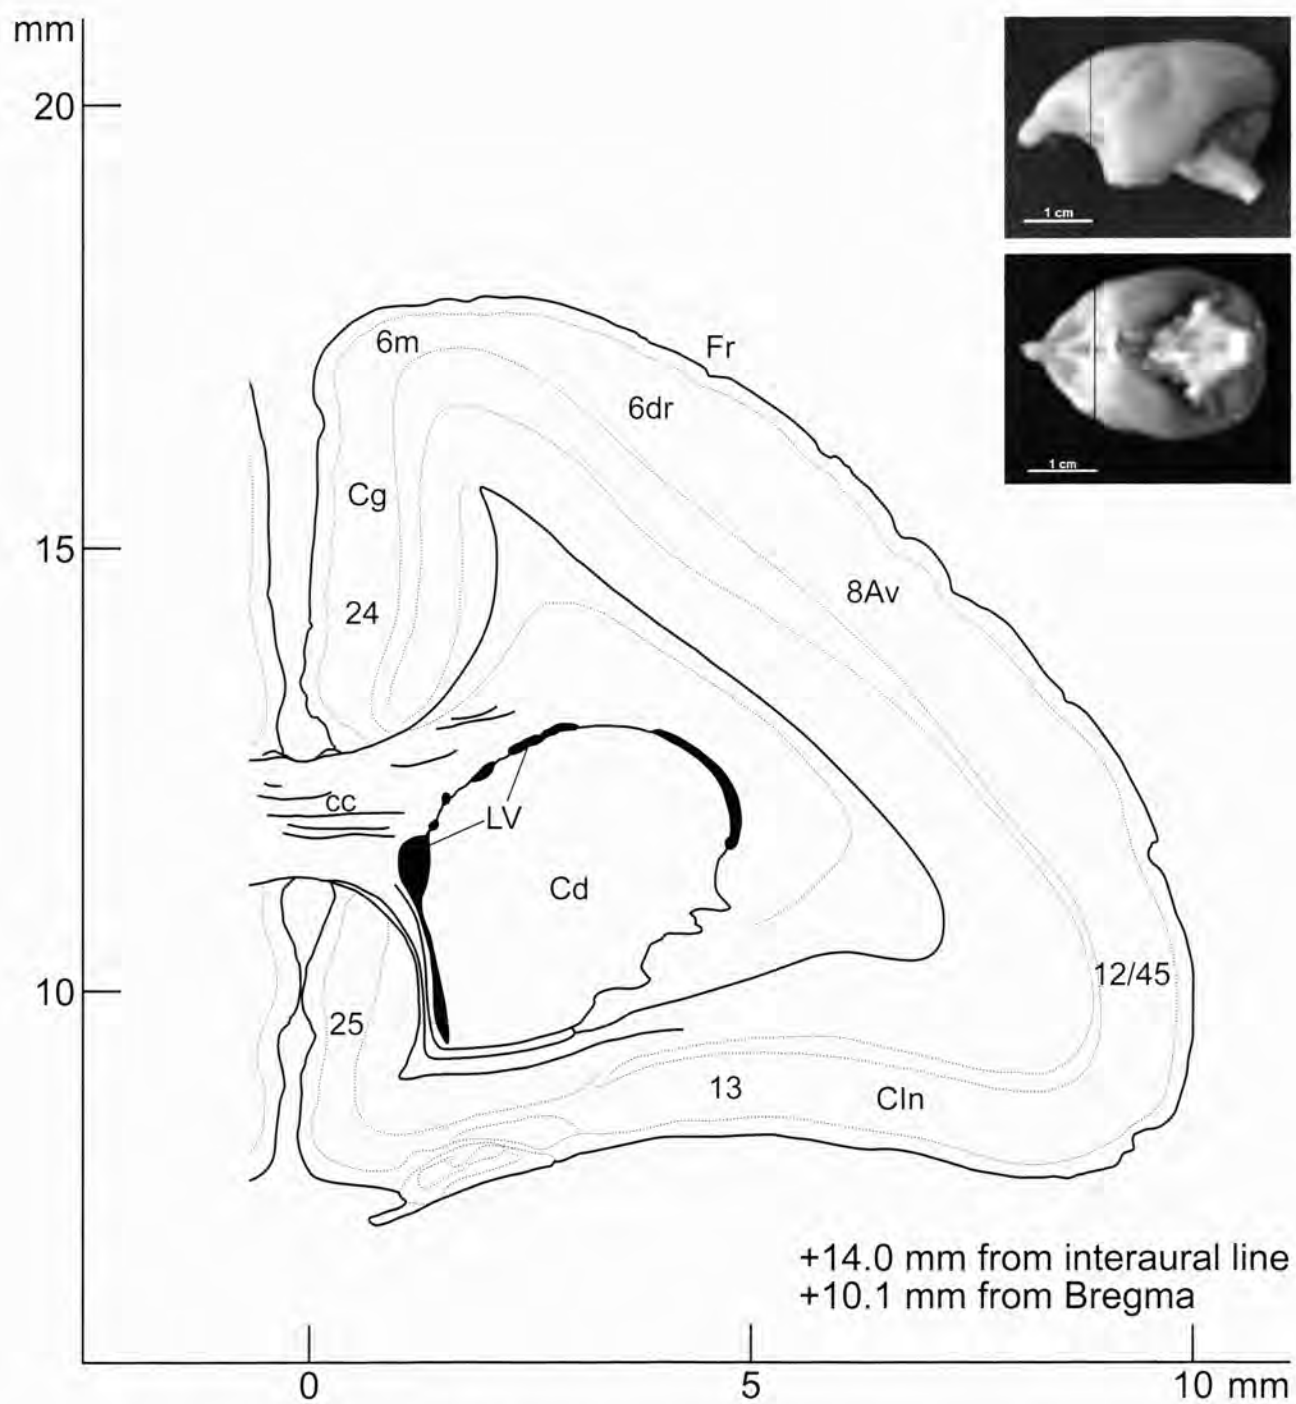 mm
20
1 cm
Fr
6m
6dr
1 cm
Cg
15
8Av
24
cc
LV
Cd
12/45
10
25
13
Cln
+14.0 mm from interaural line
+10.1 mm from Bregma
0
5
10 mm